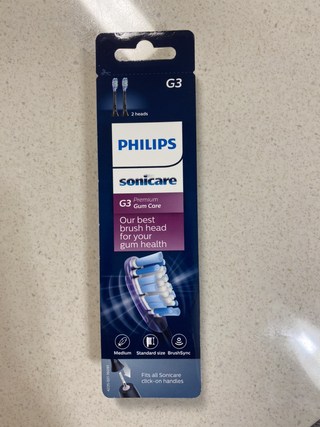 G3
2 heads
PHILIPS
sonicare
G3 Premium
Gum Care
Our best
brush head
for your
gum health
Medium
Standard size
BrushSync
Fits all Sonicare
click-on handles